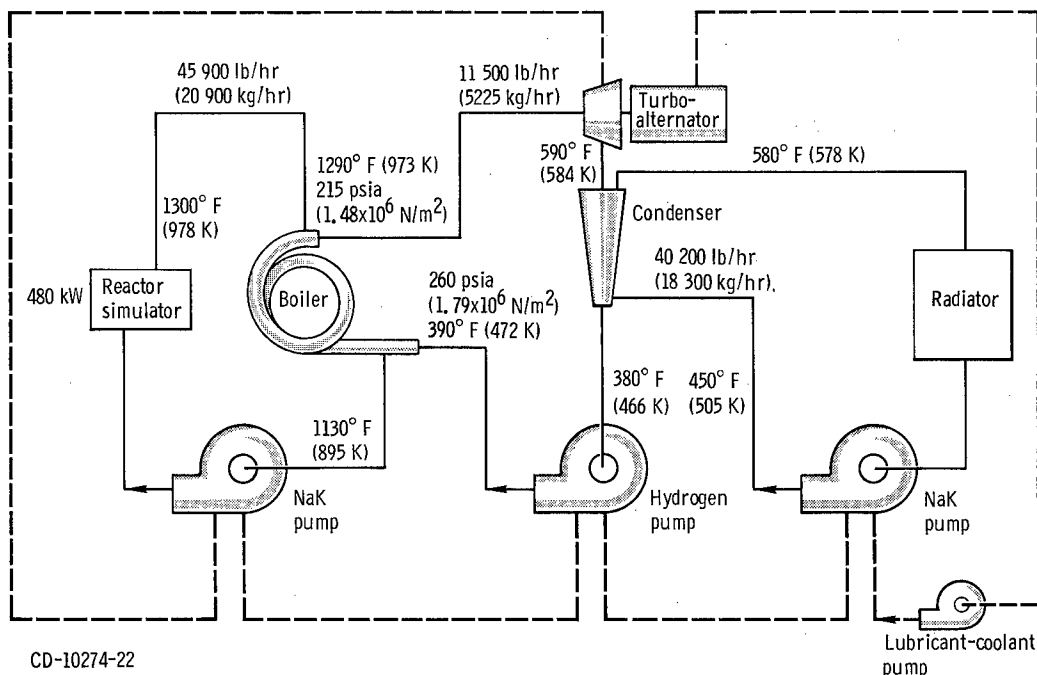 45 900 lb/hr
(20 900 kg/hr)
11 500 lb/hr
(5225 kg/hr)
Turbo-
alternator
1290° F (973 K)
215 psia
(1.48x10⁶ N/m²)
590° F
(584 K)
580° F (578 K)
1300° F
(978 K)
Condenser
480 kW
Reactor
simulator
Boiler
260 psia
(1.79x10⁶ N/m²)
390° F (472 K)
40 200 lb/hr
(18 300 kg/hr).
Radiator
380° F
(466 K)
450° F
(505 K)
1130° F
(895 K)
NaK
pump
Hydrogen
pump
NaK
pump
Lubricant-coolant
pump
CD-10274-22